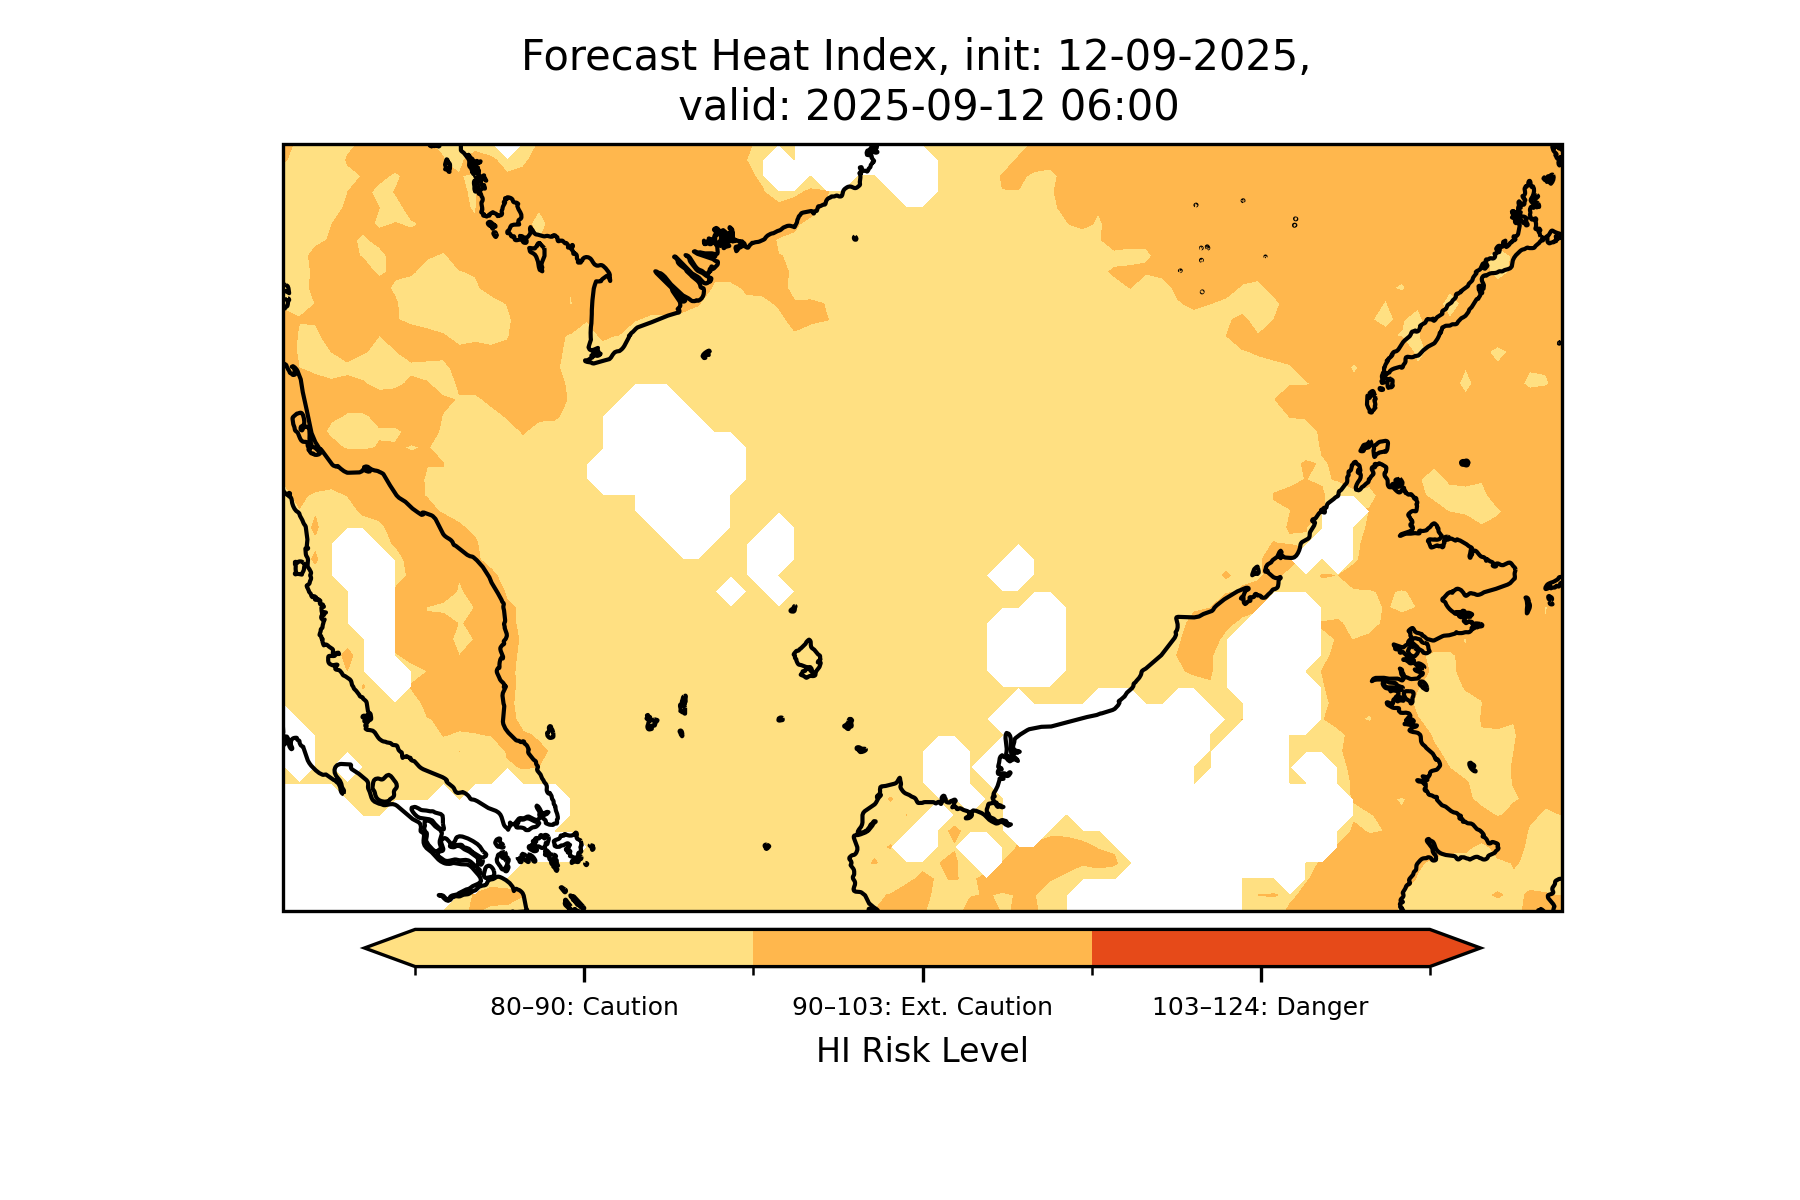 Forecast Heat Index, init: 12-09-2025,
valid: 2025-09-12 06:00
80–90: Caution
90–103: Ext. Caution
103–124: Danger
HI Risk Level